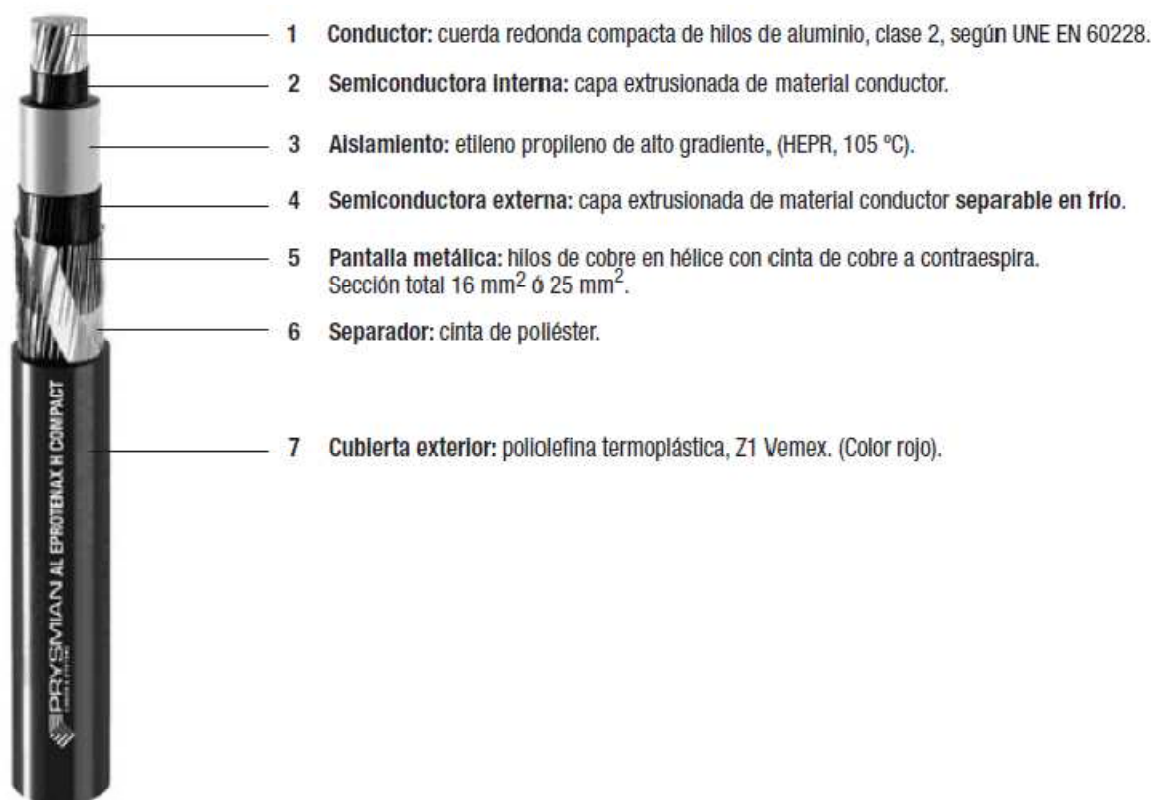 1 Conductor: cuerda redonda compacta de hilos de aluminio, clase 2, según UNE EN 60228.
2 Semiconductora interna: capa extrusionada de material conductor.
3 Aislamiento: etileno propileno de alto gradiente, (HEPR, 105 ºC).
4 Semiconductora externa: capa extrusionada de material conductor separable en frío.
5 Pantalla metálica: hilos de cobre en hélice con cinta de cobre a contraespira.
Sección total 16 mm² ó 25 mm².
6 Separador: cinta de poliéster.
7 Cubierta exterior: poliolefina termoplástica, Z1 Vemex. (Color rojo).
PRYSMIAN AL EPROTENAX H COMPACT